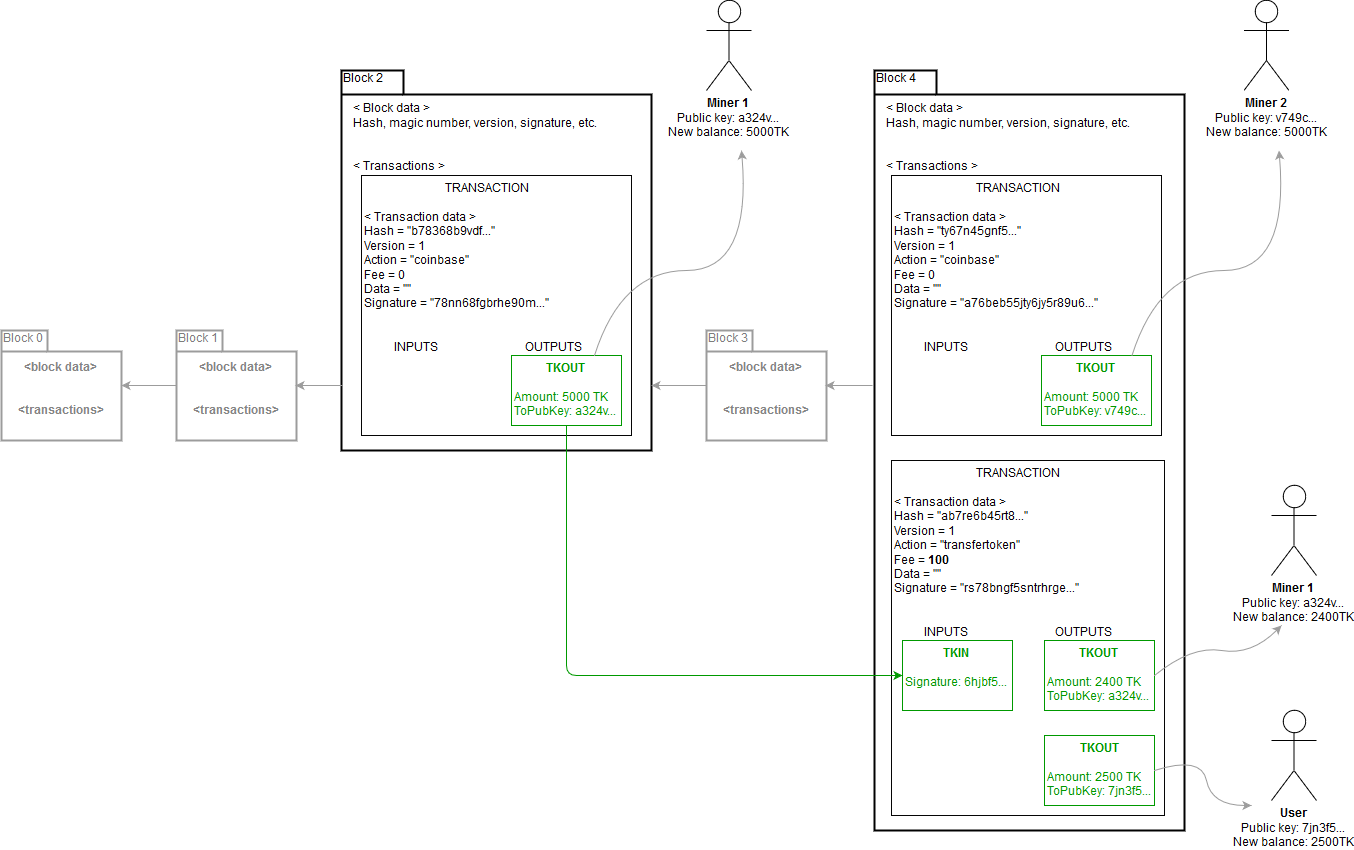 Block 0
<block data>
<transactions>
Block 1
<block data>
<transactions>
Block 2
< Block data >
Hash, magic number, version, signature, etc.
< Transactions >
TRANSACTION
< Transaction data >
Hash = "b78368b9vdf..."
Version = 1
Action = "coinbase"
Fee = 0
Data = ""
Signature = "78nn68fgbrhe90m..."
INPUTS
OUTPUTS
TKOUT
Amount: 5000 TK
ToPubKey: a324v...
Miner 1
Public key: a324v...
New balance: 5000TK
Block 3
<block data>
<transactions>
Block 4
< Block data >
Hash, magic number, version, signature, etc.
< Transactions >
TRANSACTION
< Transaction data >
Hash = "ty67n45gnf5..."
Version = 1
Action = "coinbase"
Fee = 0
Data = ""
Signature = "a76beb55jty6jy5r89u6..."
INPUTS
OUTPUTS
TKOUT
Amount: 5000 TK
ToPubKey: v749c...
Miner 2
Public key: v749c...
New balance: 5000TK
TRANSACTION
< Transaction data >
Hash = "ab7re6b45rt8..."
Version = 1
Action = "transfertoken"
Fee = 100
Data = ""
Signature = "rs78bngf5sntrhrge..."
INPUTS
OUTPUTS
TKIN
Signature: 6hjbf5...
TKOUT
Amount: 2400 TK
ToPubKey: a324v...
Miner 1
Public key: a324v...
New balance: 2400TK
TKOUT
Amount: 2500 TK
ToPubKey: 7jn3f5...
User
Public key: 7jn3f5...
New balance: 2500TK